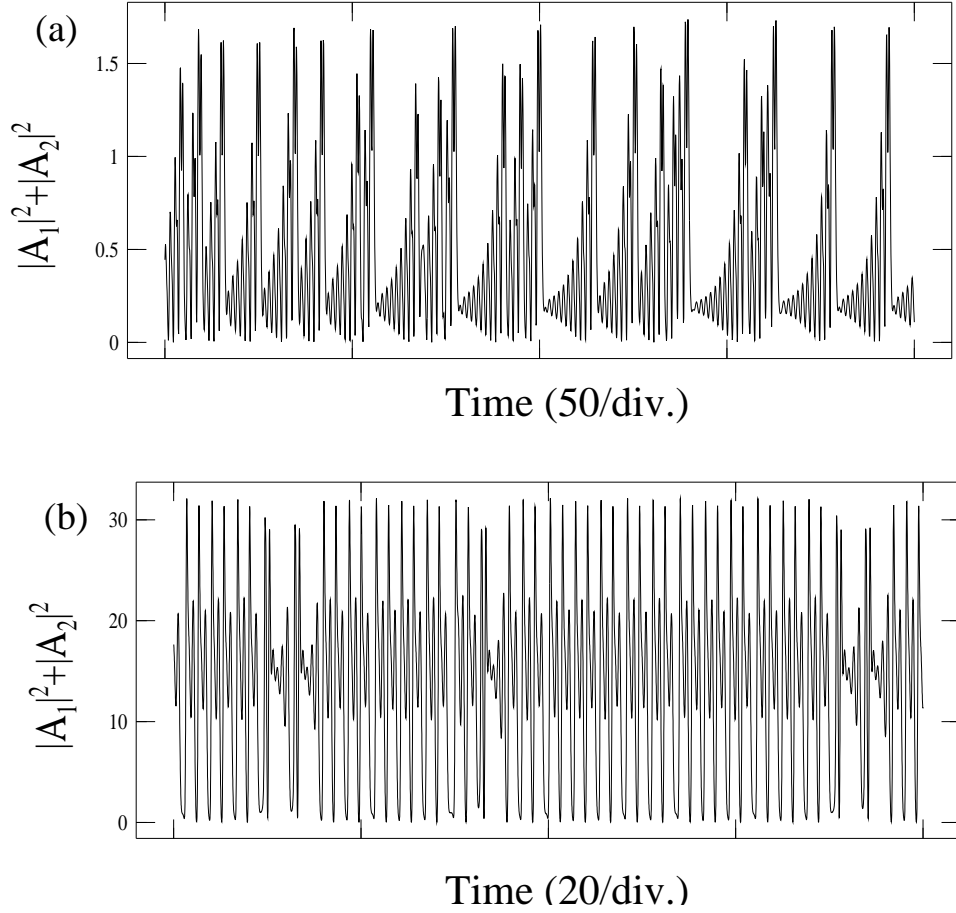 (a)
1.5
1
0.5
0
|A₁|²+|A₂|²
Time (50/div.)
(b)
30
20
10
0
|A₁|²+|A₂|²
Time (20/div.)